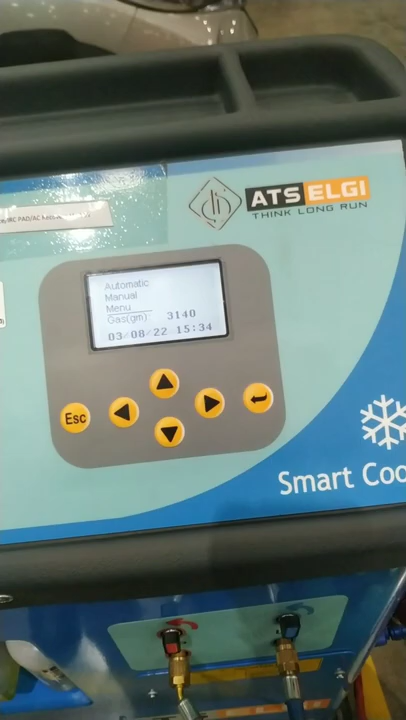 ATS ELGI
THINK LONG RUN
Automatic
Manual
Menu
Gas(gm): 3140
03/08/22 15:34
Esc
Smart Coo